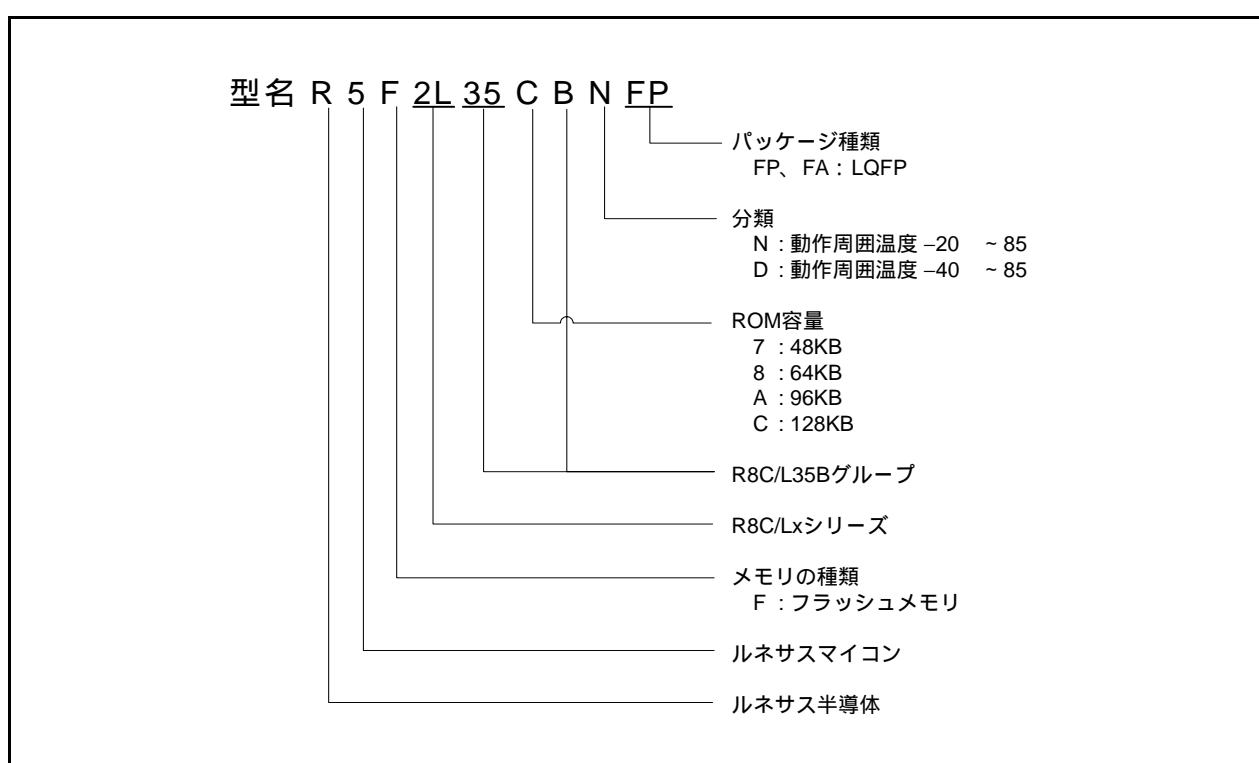 型名 R 5 F 2L 35 C B N FP
パッケージ種類
FP、FA : LQFP
分類
N : 動作周囲温度 –20 ~ 85
D : 動作周囲温度 –40 ~ 85
ROM容量
7 : 48KB
8 : 64KB
A : 96KB
C : 128KB
R8C/L35Bグループ
R8C/Lxシリーズ
メモリの種類
F : フラッシュメモリ
ルネサスマイコン
ルネサス半導体